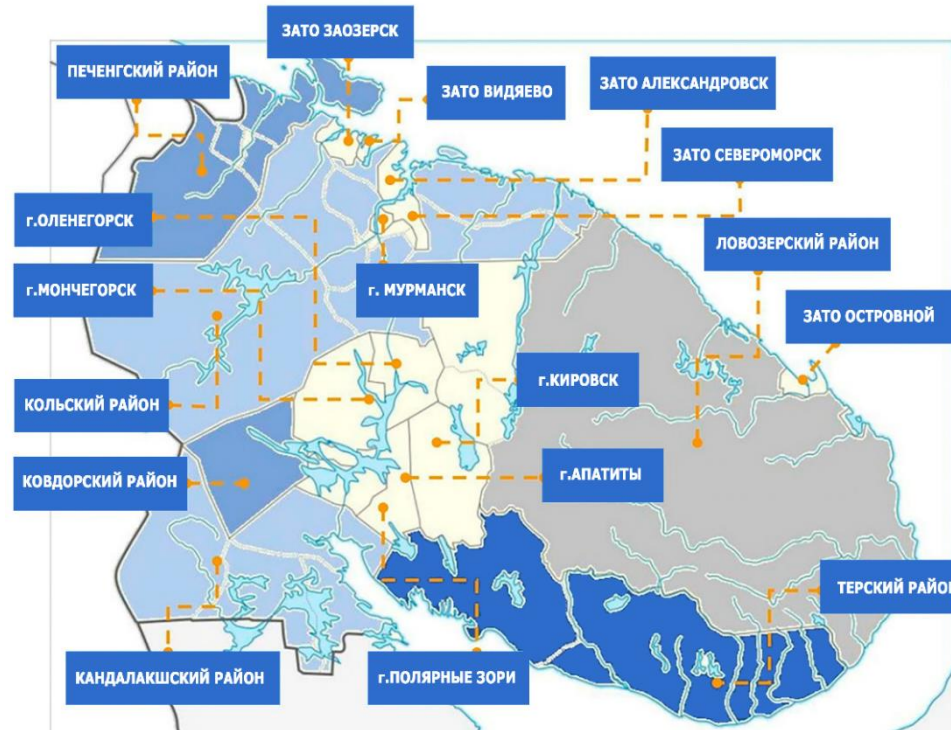 ЗАТО ЗАОЗЕРСК
ПЕЧЕНГСКИЙ РАЙОН
ЗАТО ВИДЯЕВО
ЗАТО АЛЕКСАНДРОВСК
ЗАТО СЕВЕРОМОРСК
г.ОЛЕНЕГОРСК
ЛОВОЗЕРСКИЙ РАЙОН
г.МОНЧЕГОРСК
г. МУРМАНСК
ЗАТО ОСТРОВНОЙ
г.КИРОВСК
КОЛЬСКИЙ РАЙОН
КОВДОРСКИЙ РАЙОН
г.АПАТИТЫ
ТЕРСКИЙ РАЙОН
КАНДАЛАКШСКИЙ РАЙОН
г.ПОЛЯРНЫЕ ЗОРИ